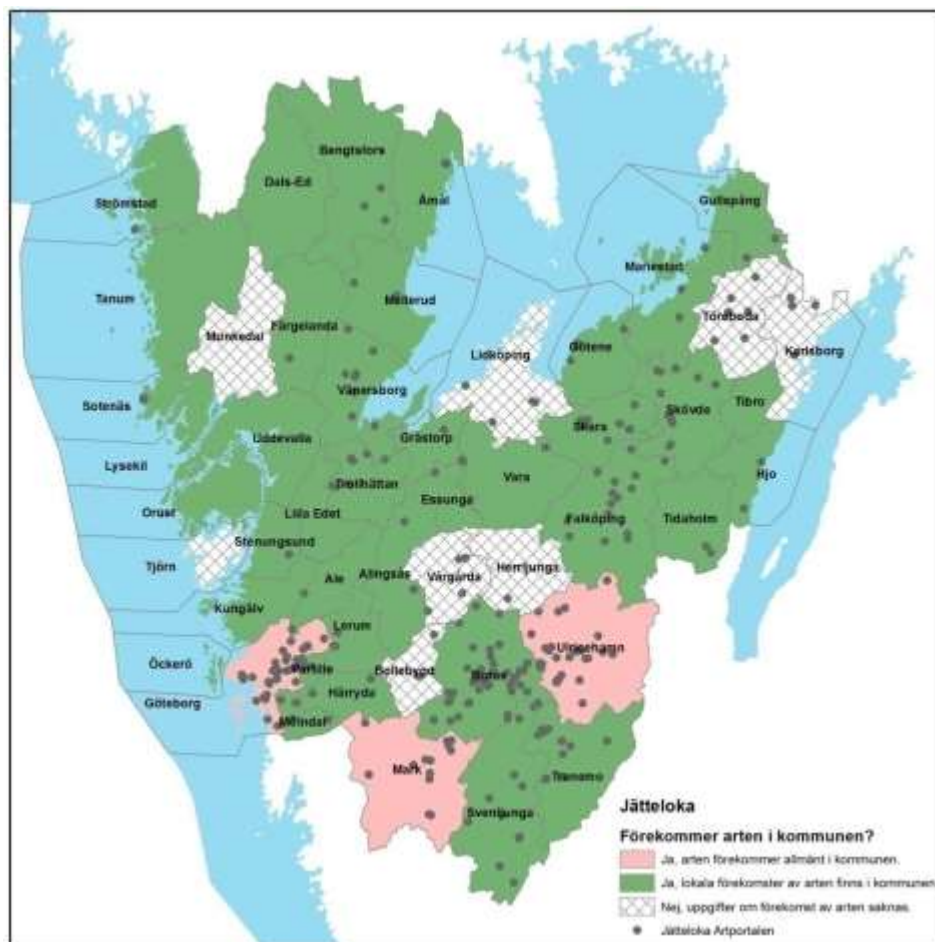 Bengtsfors
Dals-Ed
Åmål
Strömstad
Gullspång
Mariestad
Tanum
Mellerud
Töreboda
Munkedal
Färgelanda
Karlsborg
Lidköping
Götene
Vänersborg
Tibro
Sotenäs
Skövde
Skara
Uddevalla
Grästorp
Lysekil
Hjo
Vara
Trollhättan
Essunga
Orust
Lilla Edet
Falköping
Tidaholm
Stenungsund
Tjörn
Herrljunga
Alingsås
Vårgårda
Ale
Kungälv
Lerum
Ulricehamn
Öckerö
Partille
Bollebygd
Borås
Härryda
Göteborg
Mölndal
Mark
Tranemo
Svenljunga
Jätteloka
Förekommer arten i kommunen?
Ja, arten förekommer allmänt i kommunen.
Ja, lokala förekomster av arten finns i kommunen
Nej, uppgifter om förekomst av arten saknas.
Jätteloka Artportalen